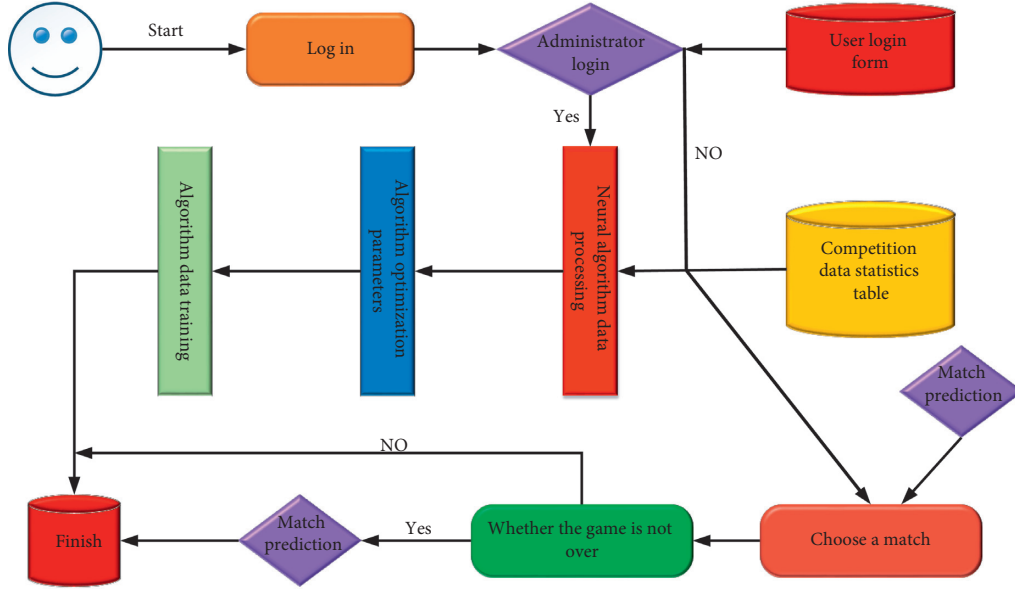 Start
Log in
Administrator
login
User login
form
Yes
NO
Algorithm data training
Algorithm optimization
parameters
Neural algorithm data
processing
Competition
data statistics
table
Match
prediction
NO
Finish
Match
prediction
Yes
Whether the game is not
over
Choose a match